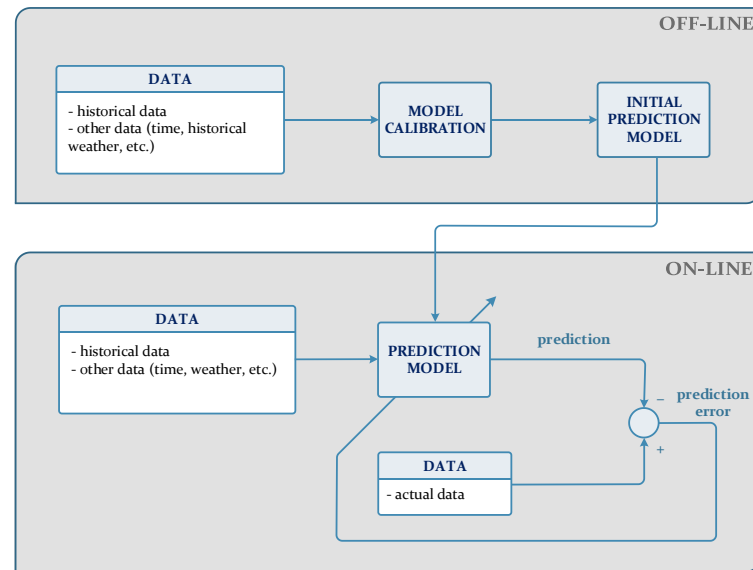 OFF-LINE
DATA
- historical data
- other data (time, historical
weather, etc.)
MODEL
CALIBRATION
INITIAL
PREDICTION
MODEL
ON-LINE
DATA
- historical data
- other data (time, weather, etc.)
PREDICTION
MODEL
prediction
−
prediction
error
+
DATA
- actual data